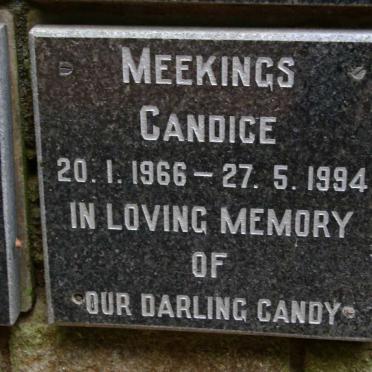 MEEKINGS
CANDICE
20. 1. 1966 – 27. 5. 1994
IN LOVING MEMORY
OF
OUR DARLING CANDY